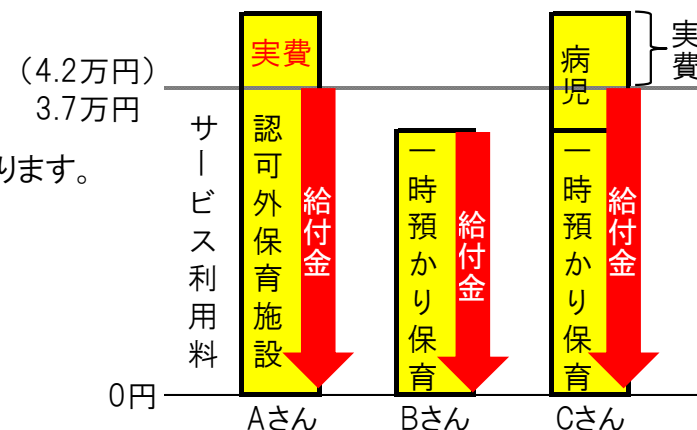 （4.2万円）
3.7万円
ります。
サービス利用料
0円
実費
認可外保育施設
給付金
Aさん
一時預かり保育
給付金
Bさん
病児
一時預かり保育
給付金
Cさん
実費